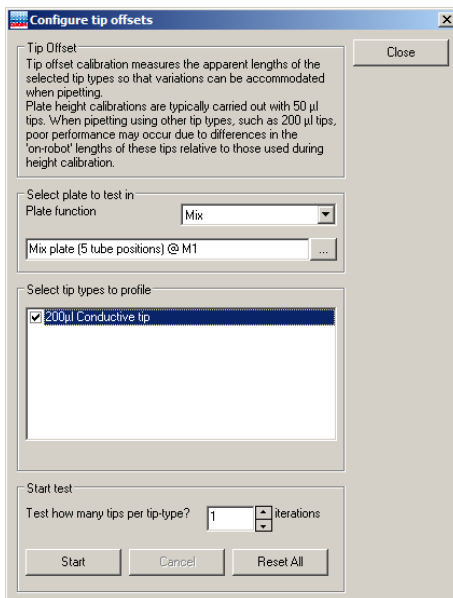 Configure tip offsets
Close
Tip Offset
Tip offset calibration measures the apparent lengths of the
selected tip types so that variations can be accommodated
when pipetting.
Plate height calibrations are typically carried out with 50 µl
tips. When pipetting using other tip types, such as 200 µl tips,
poor performance may occur due to differences in the
'on-robot' lengths of these tips relative to those used during
height calibration.
Select plate to test in
Plate function
Mix
Mix plate (5 tube positions) @ M1
...
Select tip types to profile
200µl Conductive tip
Start test
Test how many tips per tip-type?
1
iterations
Start
Cancel
Reset All